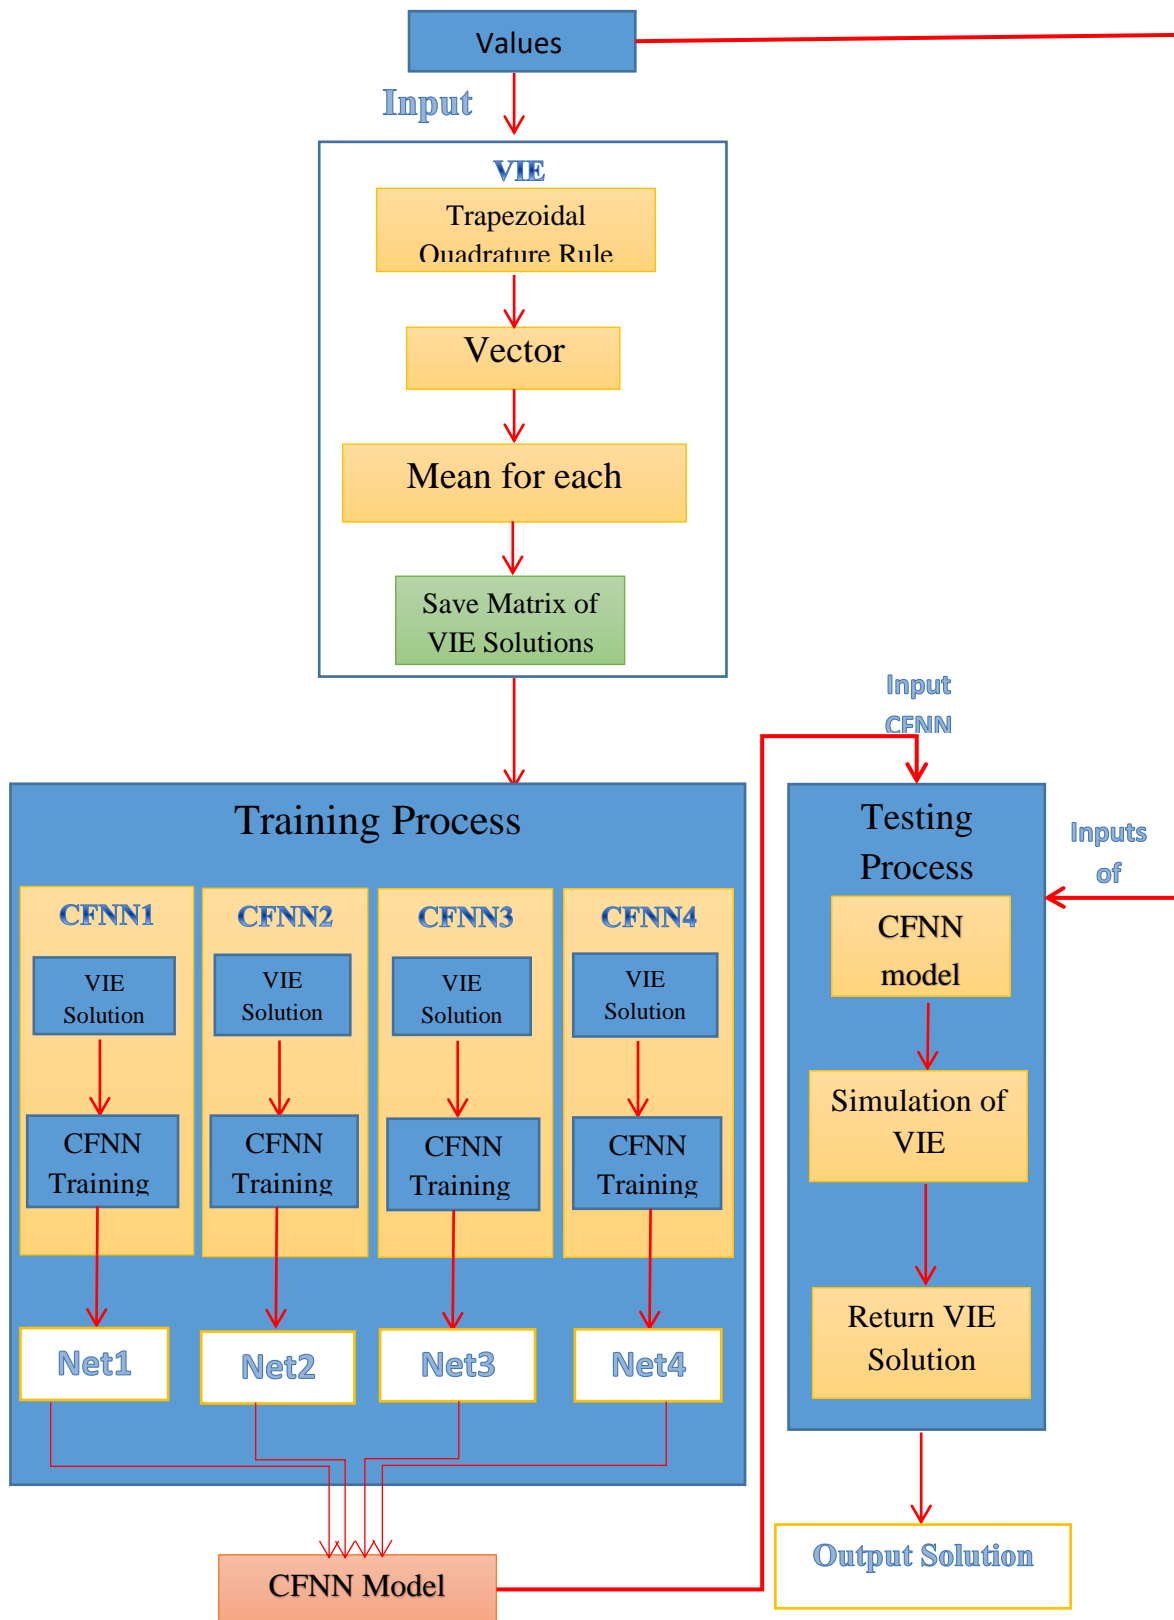 Values
Input
VIE
Trapezoidal
Quadrature Rule
Vector
Mean for each
Save Matrix of
VIE Solutions
Input
CFNN
Training Process
CFNN1
VIE
Solution
CFNN
Training
Net1
CFNN2
VIE
Solution
CFNN
Training
Net2
CFNN3
VIE
Solution
CFNN
Training
Net3
CFNN4
VIE
Solution
CFNN
Training
Net4
CFNN Model
Testing
Process
Inputs
of
CFNN
model
Simulation of
VIE
Return VIE
Solution
Output Solution